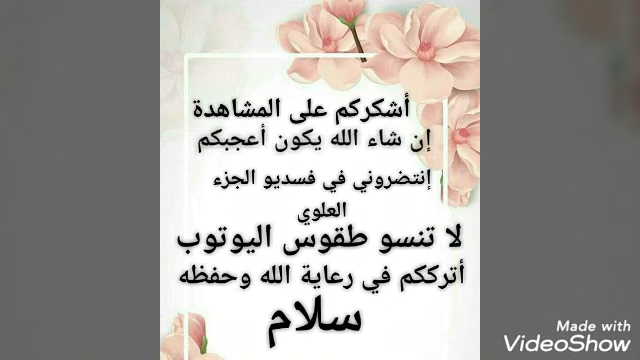 أشكركم على المشاهدة
إن شاء الله يكون أعجبكم
إنتضروني في فسديو الجزء
العلوي
لا تنسو طقوس اليوتوب
أترككم في رعاية الله وحفظه
سلام
Made with
VideoShow